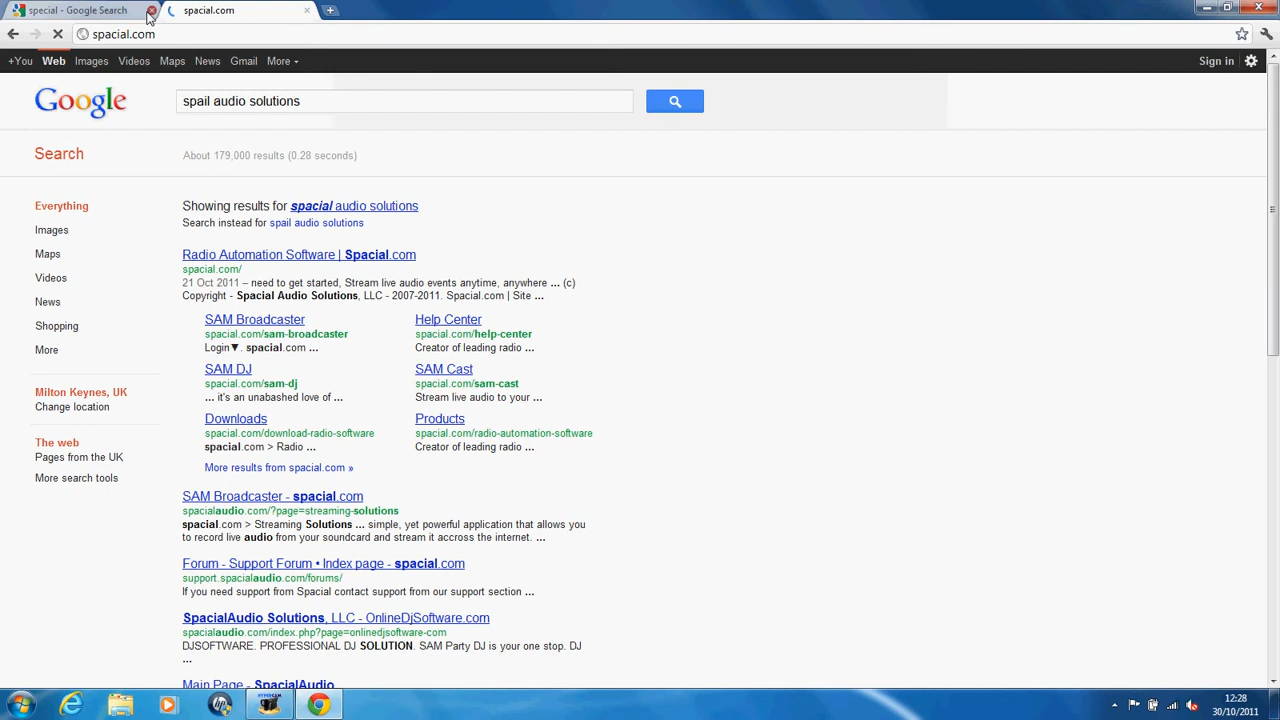 special - Google Search
spacial.com
spacial.com
+You Web Images Videos Maps News Gmail More Sign in
Google
spail audio solutions
Search
About 179,000 results (0.28 seconds)
Everything
Images
Maps
Videos
News
Shopping
More
Milton Keynes, UK
Change location
The web
Pages from the UK
More search tools
Showing results for spacial audio solutions
Search instead for spail audio solutions
Radio Automation Software | Spacial.com
spacial.com/
21 Oct 2011 – need to get started, Stream live audio events anytime, anywhere ... (c)
Copyright - Spacial Audio Solutions, LLC - 2007-2011. Spacial.com | Site ...
SAM Broadcaster
spacial.com/sam-broadcaster
Login▼. spacial.com ...
Help Center
spacial.com/help-center
Creator of leading radio ...
SAM DJ
spacial.com/sam-dj
... it's an unabashed love of ...
SAM Cast
spacial.com/sam-cast
Stream live audio to your ...
Downloads
spacial.com/download-radio-software
spacial.com > Radio ...
Products
spacial.com/radio-automation-software
Creator of leading radio ...
More results from spacial.com »
SAM Broadcaster - spacial.com
spacialaudio.com/?page=streaming-solutions
spacial.com > Streaming Solutions ... simple, yet powerful application that allows you
to record live audio from your soundcard and stream it accross the internet. ...
Forum - Support Forum • Index page - spacial.com
support.spacialaudio.com/forums/
If you need support from Spacial contact support from our support section ...
SpacialAudio Solutions, LLC - OnlineDjSoftware.com
spacialaudio.com/index.php?page=onlinedjsoftware-com
DJSOFTWARE. PROFESSIONAL DJ SOLUTION. SAM Party DJ is your one stop. DJ
...
Main Page - SpacialAudio
HYPERCAM
12:28
30/10/2011